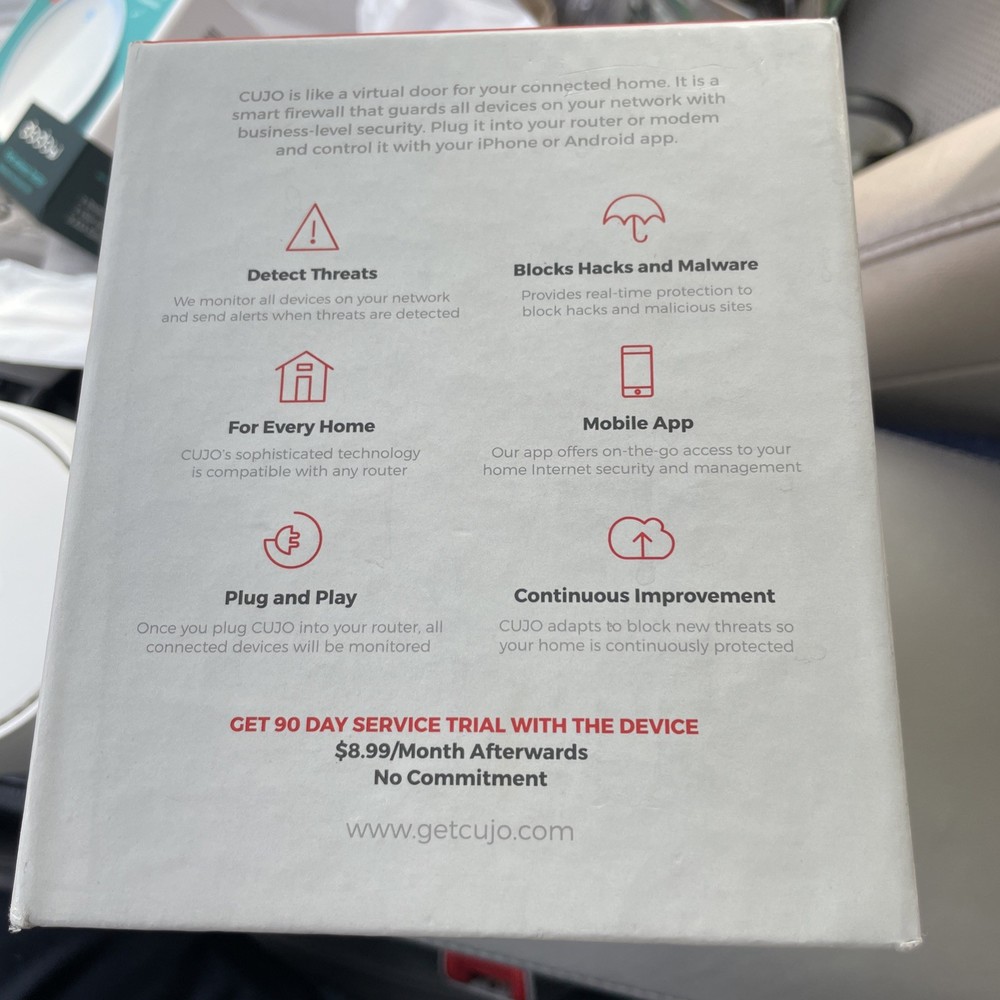 CUJO is like a virtual door for your connected home. It is a
smart firewall that guards all devices on your network with
business-level security. Plug it into your router or modem
and control it with your iPhone or Android app.
Detect Threats
We monitor all devices on your network
and send alerts when threats are detected
Blocks Hacks and Malware
Provides real-time protection to
block hacks and malicious sites
For Every Home
CUJO's sophisticated technology
is compatible with any router
Mobile App
Our app offers on-the-go access to your
home Internet security and management
Plug and Play
Once you plug CUJO into your router, all
connected devices will be monitored
Continuous Improvement
CUJO adapts to block new threats so
your home is continuously protected
GET 90 DAY SERVICE TRIAL WITH THE DEVICE
$8.99/Month Afterwards
No Commitment
www.getcujo.com